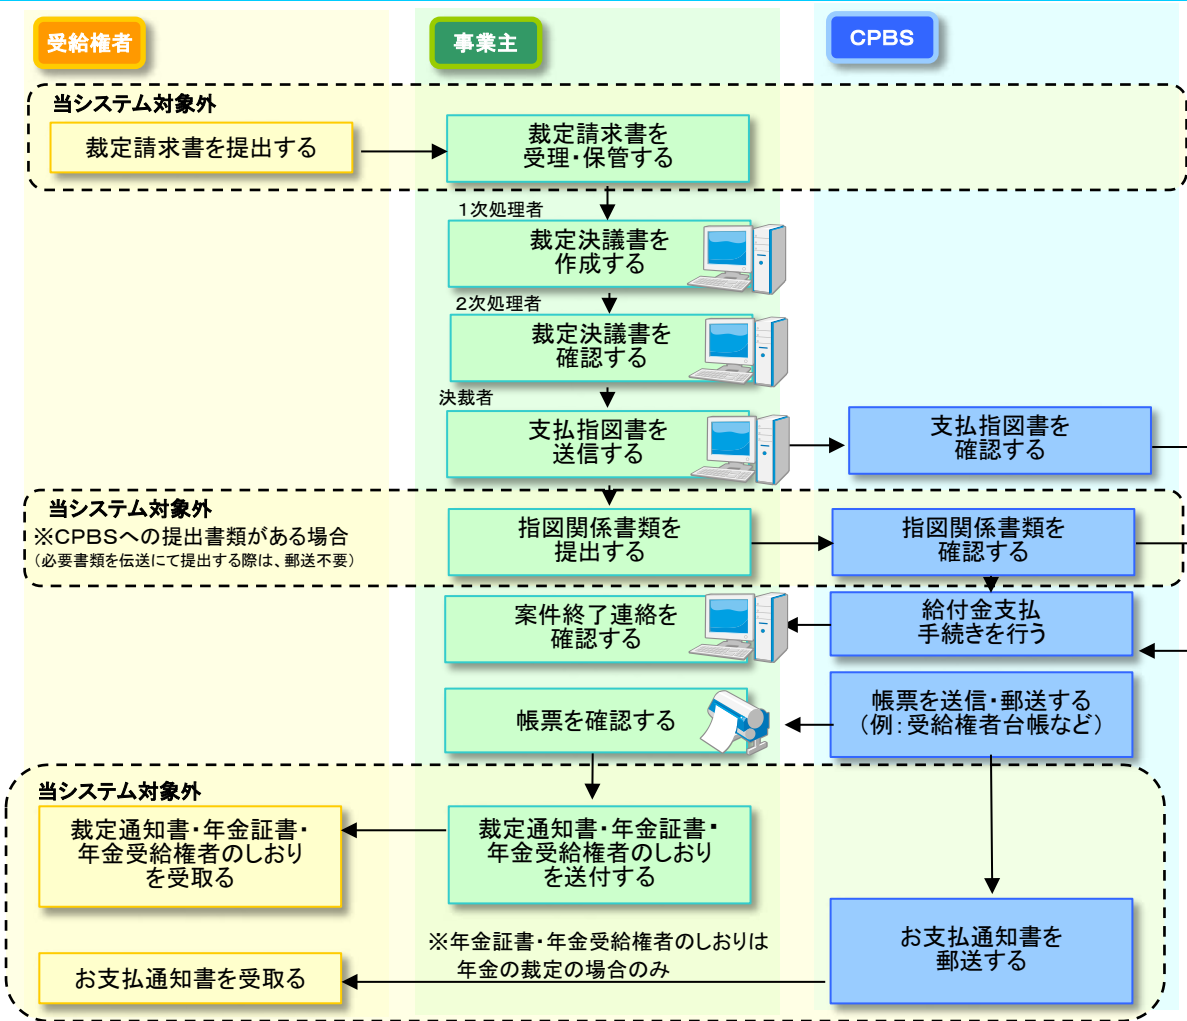 受給権者
事業主
CPBS
当システム対象外
裁定請求書を提出する
裁定請求書を
受理・保管する
1次処理者
裁定決議書を
作成する
2次処理者
裁定決議書を
確認する
決裁者
支払指図書を
送信する
支払指図書を
確認する
当システム対象外
※CPBSへの提出書類がある場合
(必要書類を伝送にて提出する際は、郵送不要)
指図関係書類を
提出する
指図関係書類を
確認する
案件終了連絡を
確認する
給付金支払
手続きを行う
帳票を確認する
帳票を送信・郵送する
(例:受給権者台帳など)
当システム対象外
裁定通知書・年金証書・
年金受給権者のしおり
を受取る
裁定通知書・年金証書・
年金受給権者のしおり
を送付する
※年金証書・年金受給権者のしおりは
年金の裁定の場合のみ
お支払通知書を
郵送する
お支払通知書を受取る